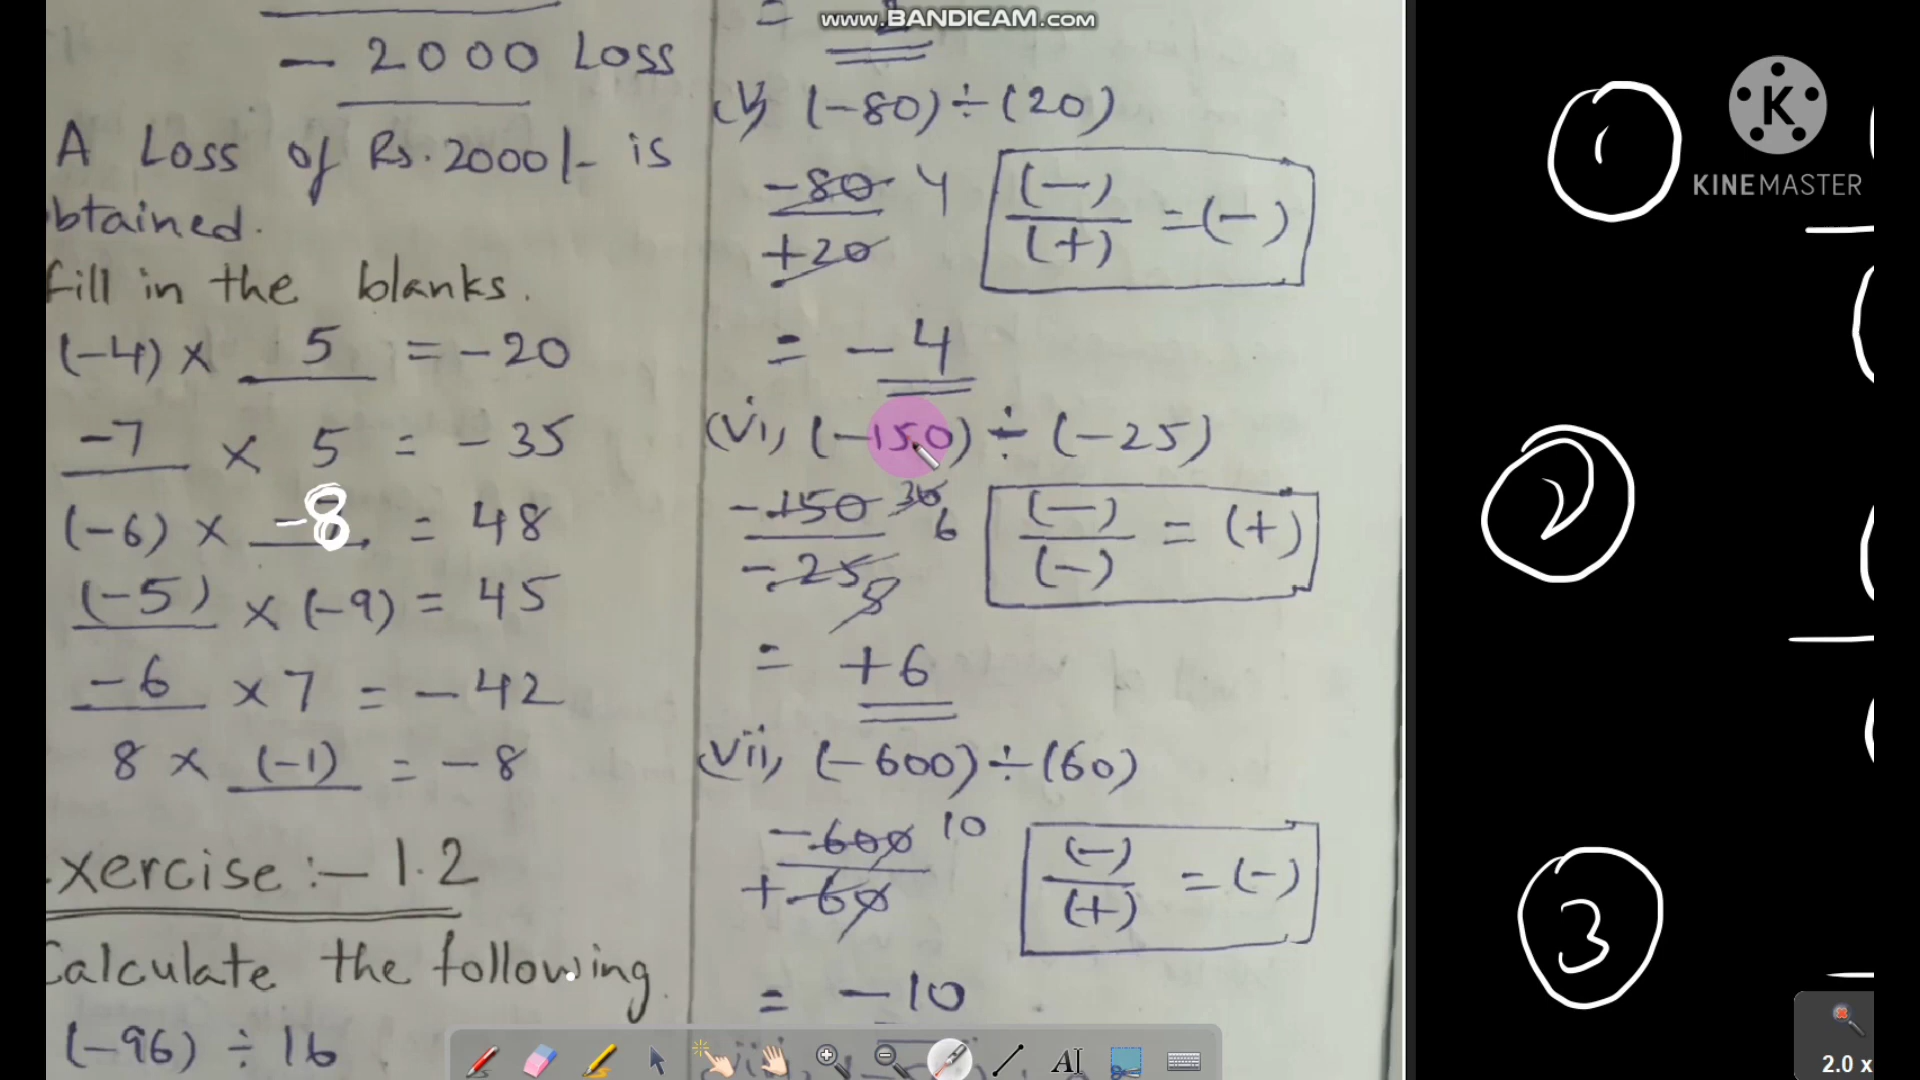 www.BANDICAM.com
- 2000 Loss
A Loss of Rs. 2000/- is
btained.
fill in the blanks.
(-4) × 5 = -20
-7 × 5 = -35
(-6) × -8 = 48
(-5) × (-9) = 45
-6 × 7 = -42
8 × (-1) = -8
xercise :- 1.2
Calculate the following
(-96) ÷ 16
(v) (-80) ÷ (20)
-80 4
+20
(-)
(+)
= (-)
= -4
(vi) (-150) ÷ (-25)
-150 30
6
-25
5
(-)
(-)
= (+)
= +6
(vii) (-600) ÷ (60)
-600 10
+60
(-)
(+)
= (-)
= -10
1
2
3
K
KINEMASTER
2.0 x